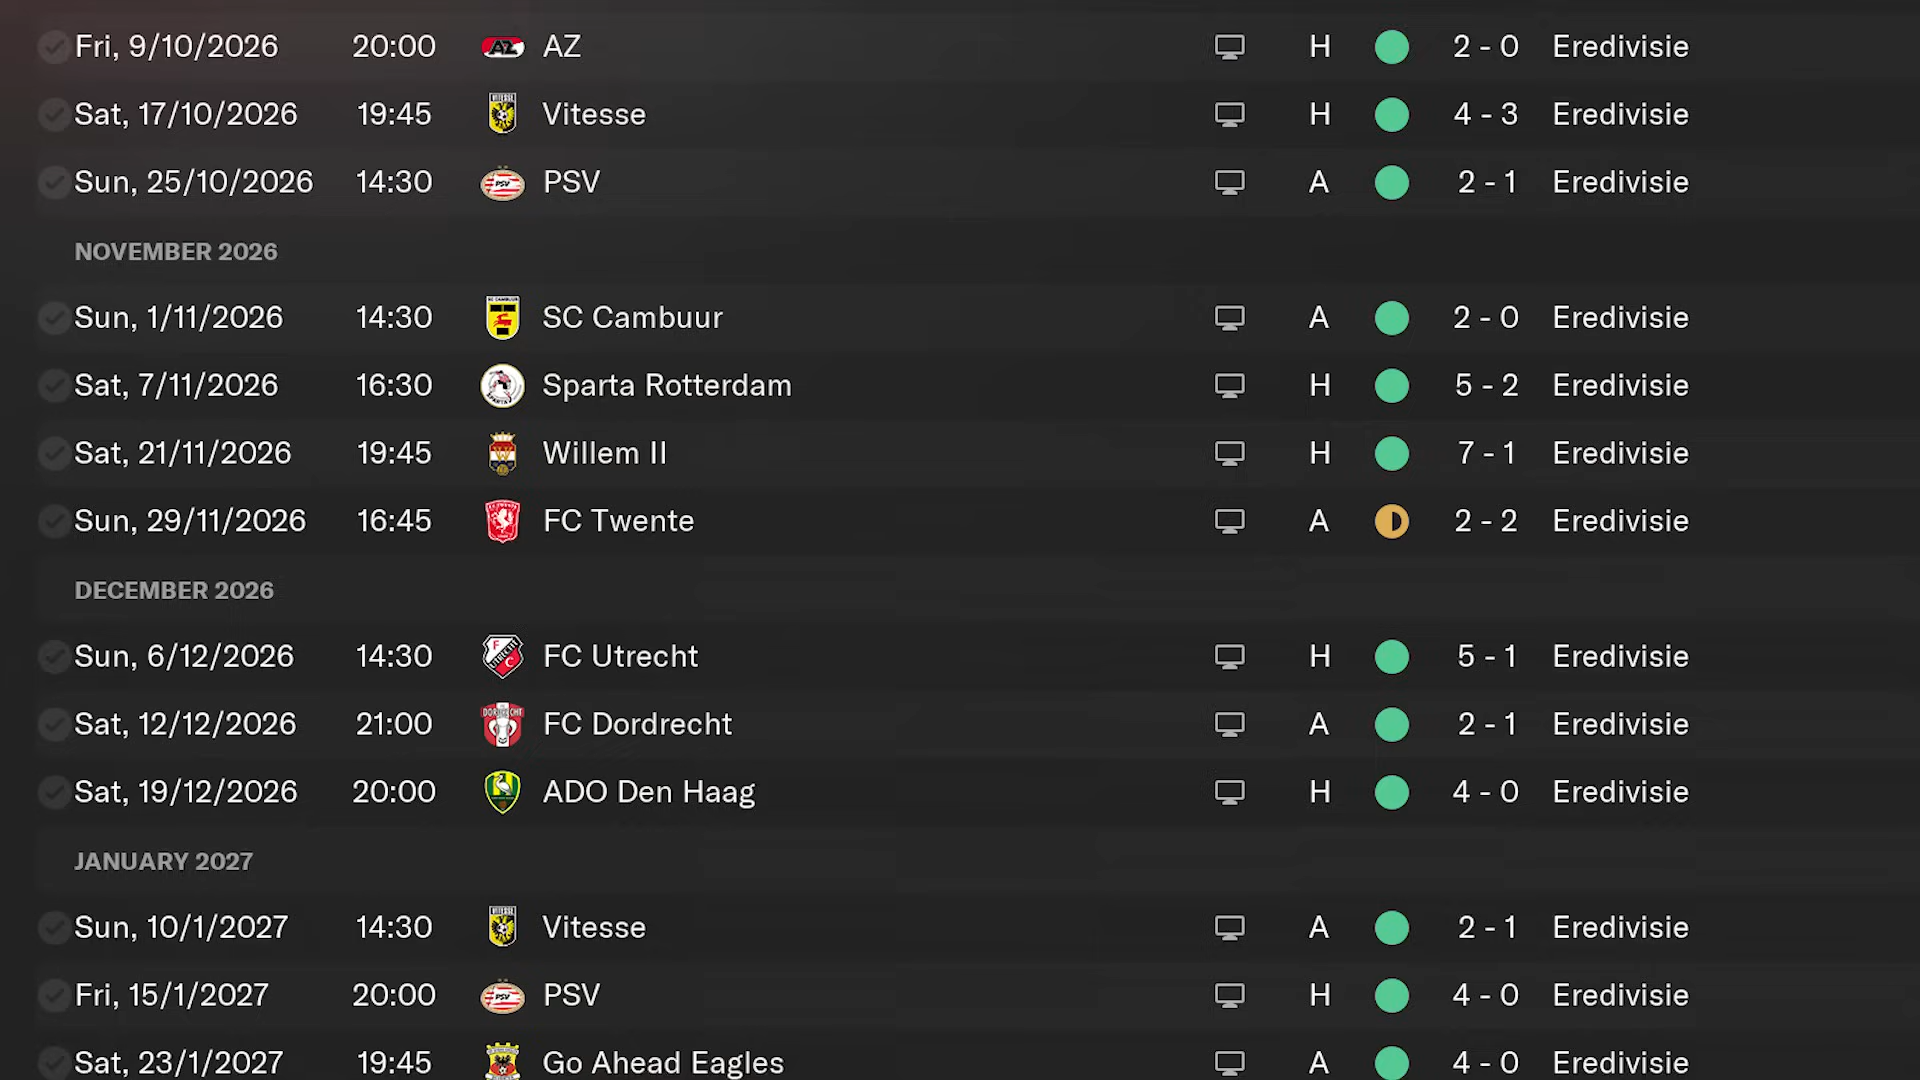 Fri, 9/10/2026 20:00 AZ H 2 - 0 Eredivisie
Sat, 17/10/2026 19:45 Vitesse H 4 - 3 Eredivisie
Sun, 25/10/2026 14:30 PSV A 2 - 1 Eredivisie
NOVEMBER 2026
Sun, 1/11/2026 14:30 SC Cambuur A 2 - 0 Eredivisie
Sat, 7/11/2026 16:30 Sparta Rotterdam H 5 - 2 Eredivisie
Sat, 21/11/2026 19:45 Willem II H 7 - 1 Eredivisie
Sun, 29/11/2026 16:45 FC Twente A 2 - 2 Eredivisie
DECEMBER 2026
Sun, 6/12/2026 14:30 FC Utrecht H 5 - 1 Eredivisie
Sat, 12/12/2026 21:00 FC Dordrecht A 2 - 1 Eredivisie
Sat, 19/12/2026 20:00 ADO Den Haag H 4 - 0 Eredivisie
JANUARY 2027
Sun, 10/1/2027 14:30 Vitesse A 2 - 1 Eredivisie
Fri, 15/1/2027 20:00 PSV H 4 - 0 Eredivisie
Sat, 23/1/2027 19:45 Go Ahead Eagles A 4 - 0 Eredivisie